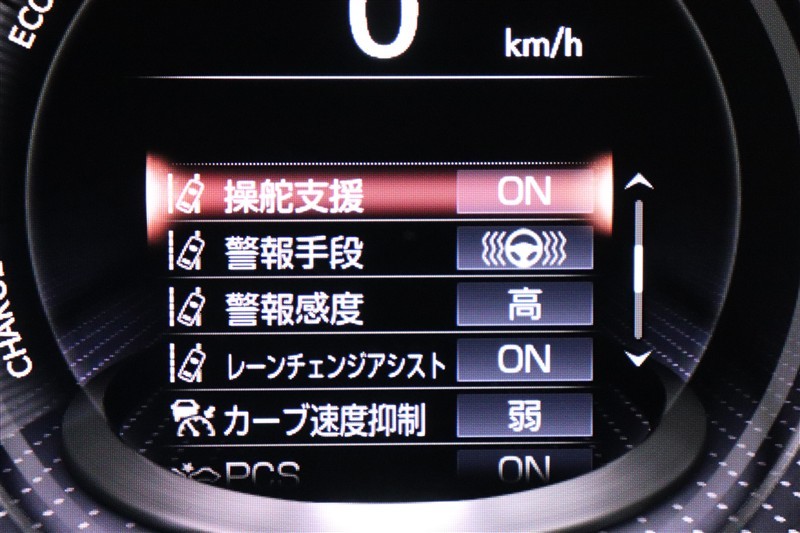 ECO
0
km/h
操舵支援 ON
警報手段
警報感度 高
レーンチェンジアシスト ON
カーブ速度抑制 弱
PCS ON
CHARGE